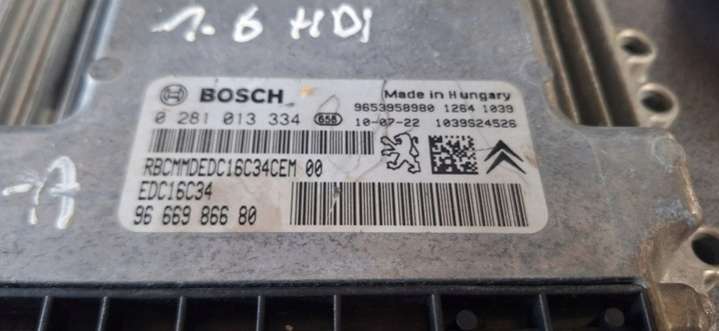 1.6 HDI
BOSCH
Made in Hungary
9653958980 1264 1039
0 281 013 334 658 10-07-22 1039S24526
RBCMMDEDC16C34CEM 00
EDC16C34
96 669 866 80